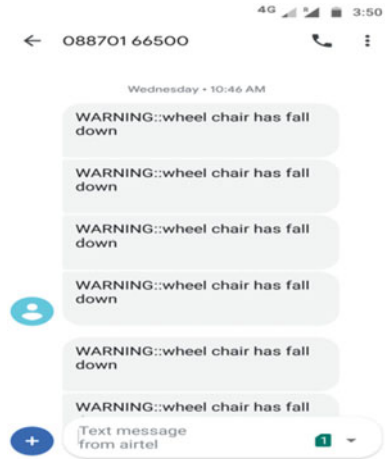 4G 3:50
088701 66500
Wednesday • 10:46 AM
WARNING::wheel chair has fall
down
WARNING::wheel chair has fall
down
WARNING::wheel chair has fall
down
WARNING::wheel chair has fall
down
WARNING::wheel chair has fall
down
WARNING::wheel chair has fall
Text message
from airtel
1